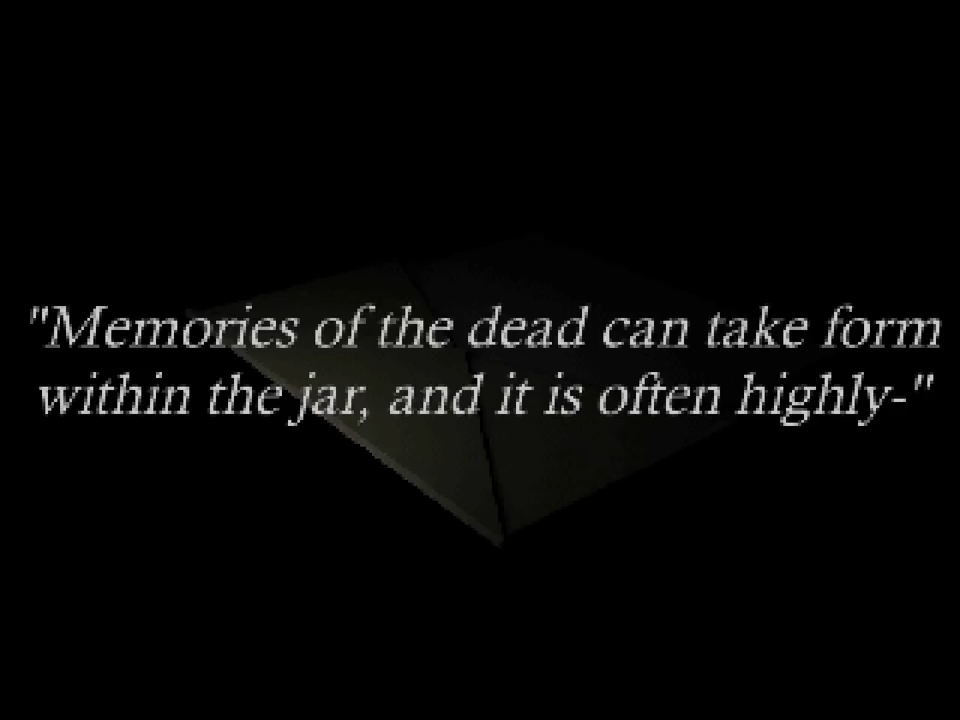 "Memories of the dead can take form
within the jar, and it is often highly-"